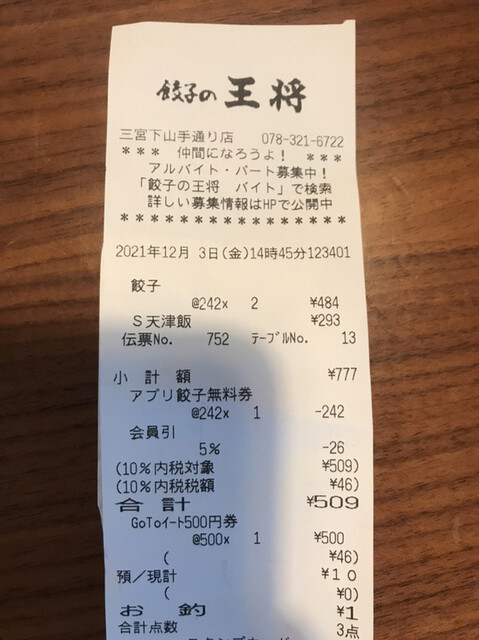 餃子の 王将
三宮下山手通り店 078-321-6722
*** 仲間になろうよ! ***
アルバイト・パート募集中!
「餃子の王将 バイト」で検索
詳しい募集情報はHPで公開中
****************
2021年12月 3日(金)14時45分123401
餃子
@242x 2 ¥484
S天津飯 ¥293
伝票No. 752 テーブルNo. 13
小計額 ¥777
アプリ餃子無料券
@242x 1 -242
会員引
5% -26
(10%内税対象 ¥509)
(10%内税税額 ¥46)
合計 ¥509
GoToイート500円券
@500x 1 ¥500
( ¥46)
預/現計 ¥10
( ¥0)
お釣 ¥1
合計点数 3点